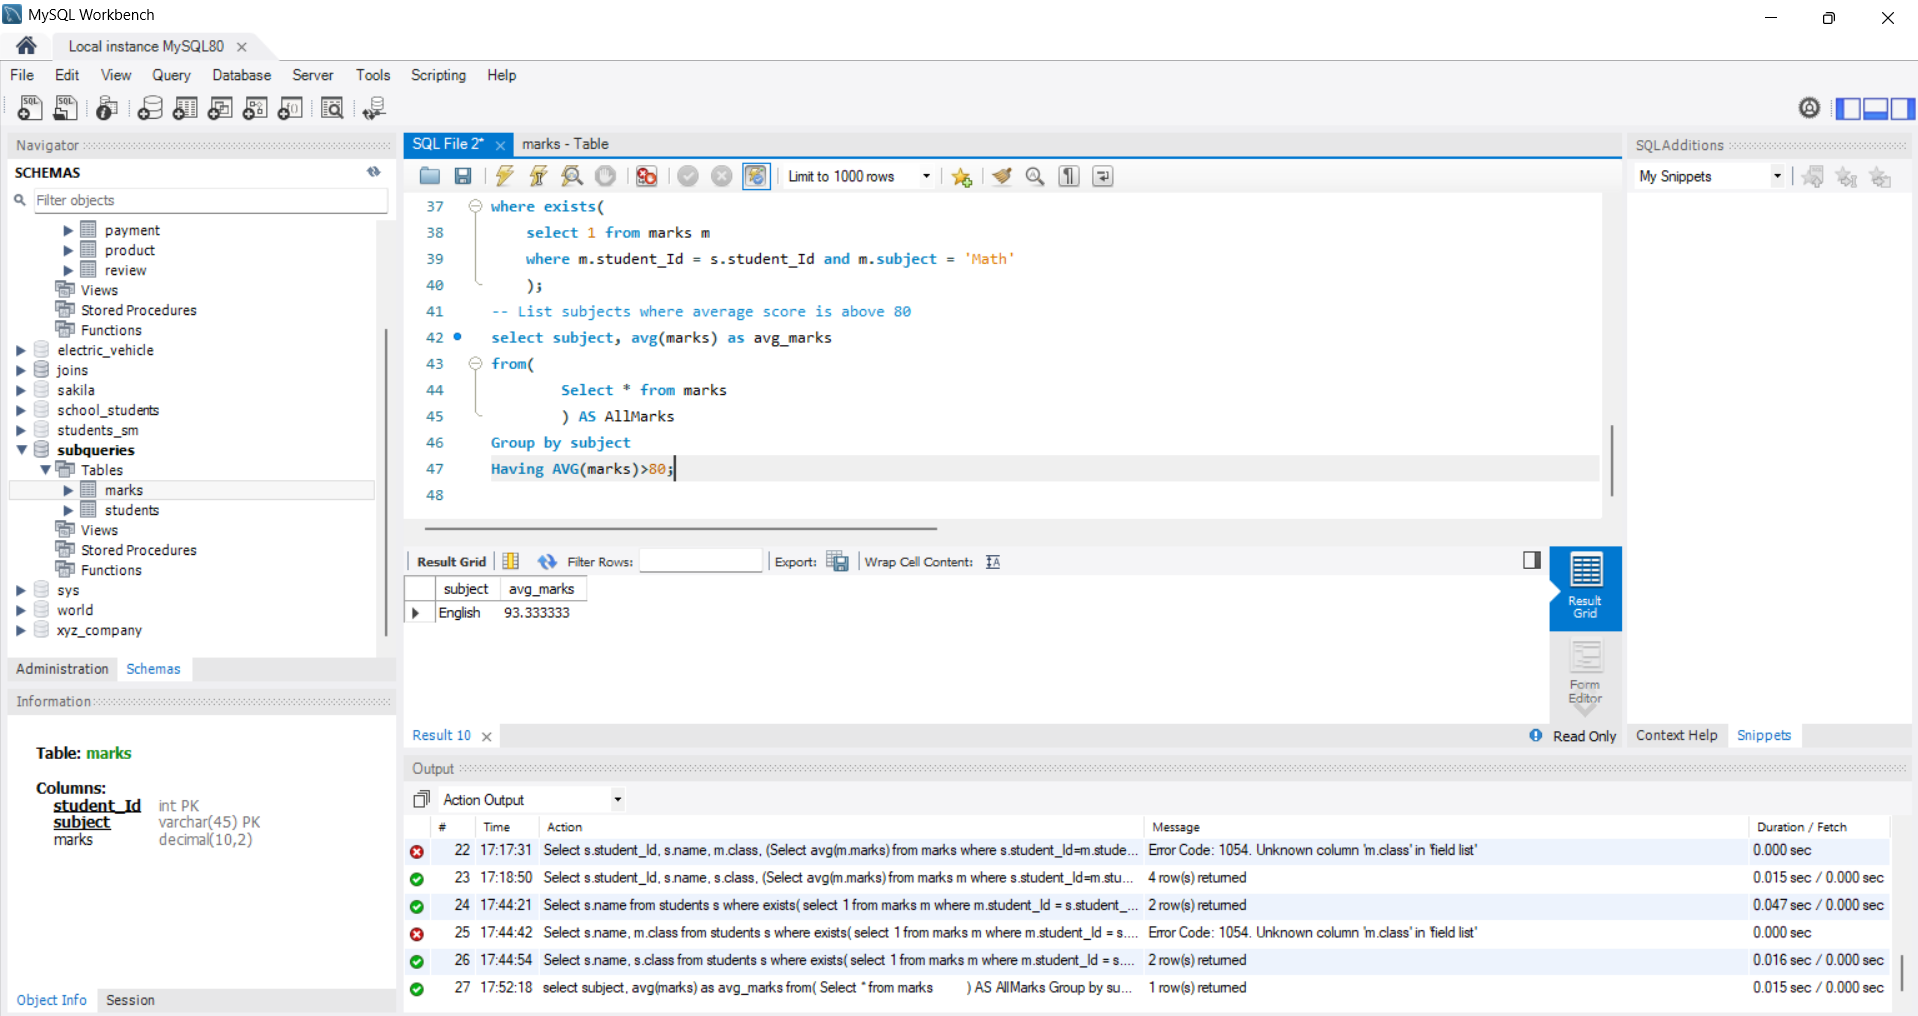 MySQL Workbench
Local instance MySQL80
File Edit View Query Database Server Tools Scripting Help
Navigator
SCHEMAS
Filter objects
payment
product
review
Views
Stored Procedures
Functions
electric_vehicle
joins
sakila
school_students
students_sm
subqueries
Tables
marks
students
Views
Stored Procedures
Functions
sys
world
xyz_company
Administration Schemas
Information
Table: marks
Columns:
student_Id int PK
subject varchar(45) PK
marks decimal(10,2)
Object Info Session
SQL File 2* marks - Table
Limit to 1000 rows
37 where exists(
38 select 1 from marks m
39 where m.student_Id = s.student_Id and m.subject = 'Math'
40 );
41 -- List subjects where average score is above 80
42 select subject, avg(marks) as avg_marks
43 from(
44 Select * from marks
45 ) AS AllMarks
46 Group by subject
47 Having AVG(marks)>80;
48
Result Grid Filter Rows: Export: Wrap Cell Content:
subject avg_marks
English 93.333333
Result Grid
Form Editor
Result 10 Read Only
SQLAdditions
My Snippets
Context Help Snippets
Output
Action Output
# Time Action Message Duration / Fetch
22 17:17:31 Select s.student_Id, s.name, m.class, (Select avg(m.marks) from marks where s.student_Id=m.stude... Error Code: 1054. Unknown column 'm.class' in 'field list' 0.000 sec
23 17:18:50 Select s.student_Id, s.name, s.class, (Select avg(m.marks) from marks m where s.student_Id=m.stu... 4 row(s) returned 0.015 sec / 0.000 sec
24 17:44:21 Select s.name from students s where exists( select 1 from marks m where m.student_Id = s.student_... 2 row(s) returned 0.047 sec / 0.000 sec
25 17:44:42 Select s.name, m.class from students s where exists( select 1 from marks m where m.student_Id = s.... Error Code: 1054. Unknown column 'm.class' in 'field list' 0.000 sec
26 17:44:54 Select s.name, s.class from students s where exists( select 1 from marks m where m.student_Id = s.... 2 row(s) returned 0.016 sec / 0.000 sec
27 17:52:18 select subject, avg(marks) as avg_marks from( Select * from marks ) AS AllMarks Group by su... 1 row(s) returned 0.015 sec / 0.000 sec